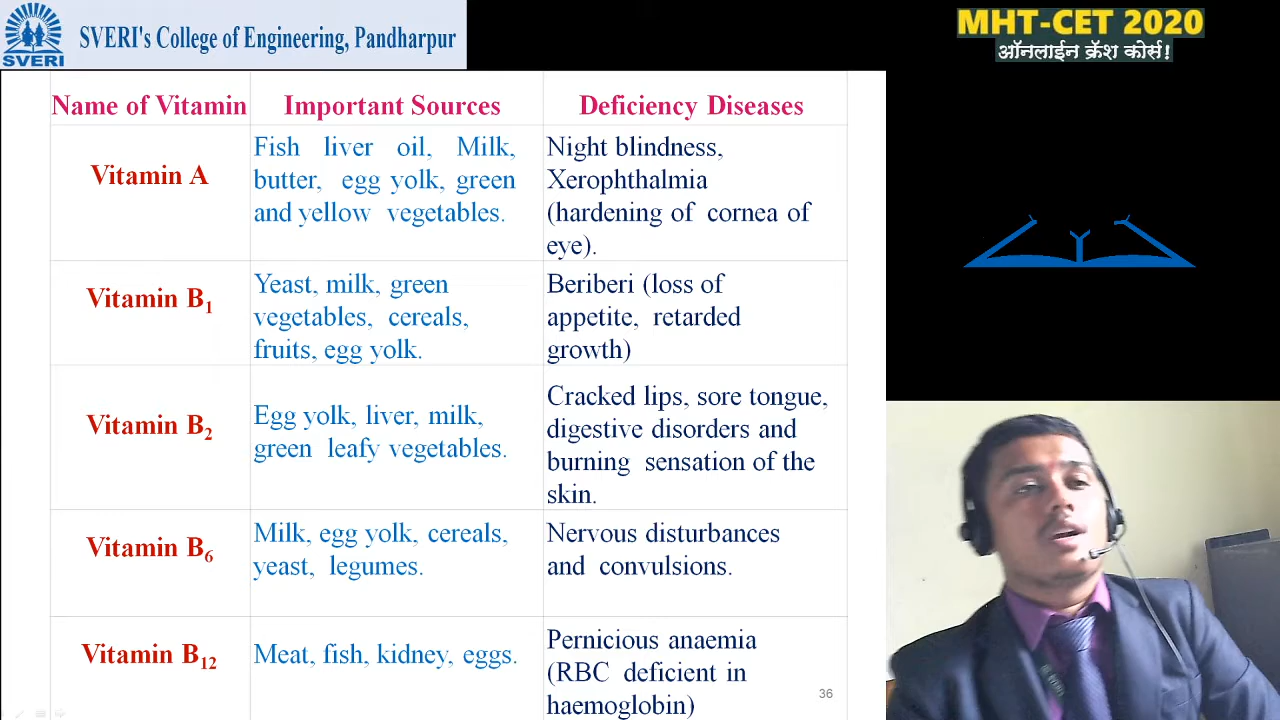 SVERI's College of Engineering, Pandharpur
SVERI
MHT-CET 2020
ऑनलाईन क्रॅश कोर्स!
Name of Vitamin
Important Sources
Deficiency Diseases
Vitamin A
Fish liver oil, Milk,
butter, egg yolk, green
and yellow vegetables.
Night blindness,
Xerophthalmia
(hardening of cornea of
eye).
Vitamin B1
Yeast, milk, green
vegetables, cereals,
fruits, egg yolk.
Beriberi (loss of
appetite, retarded
growth)
Vitamin B2
Egg yolk, liver, milk,
green leafy vegetables.
Cracked lips, sore tongue,
digestive disorders and
burning sensation of the
skin.
Vitamin B6
Milk, egg yolk, cereals,
yeast, legumes.
Nervous disturbances
and convulsions.
Vitamin B12
Meat, fish, kidney, eggs.
Pernicious anaemia
(RBC deficient in
haemoglobin)
36